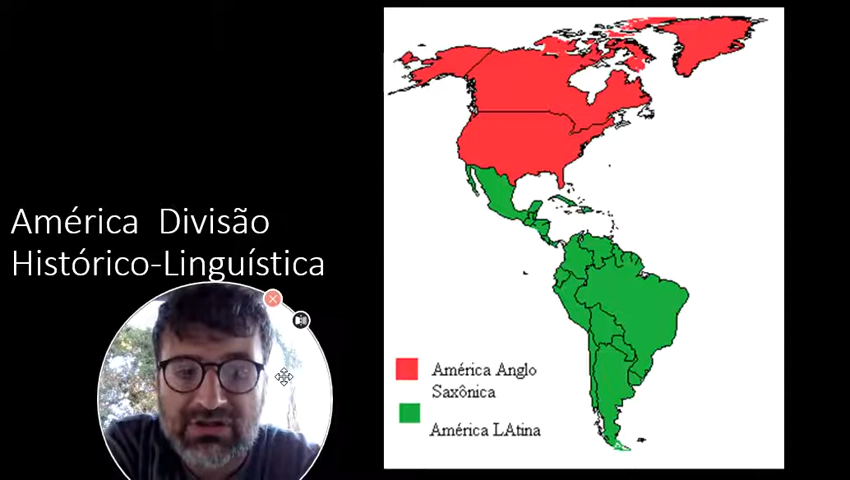 América Divisão
Histórico-Linguística
América Anglo
Saxônica
América LAtina